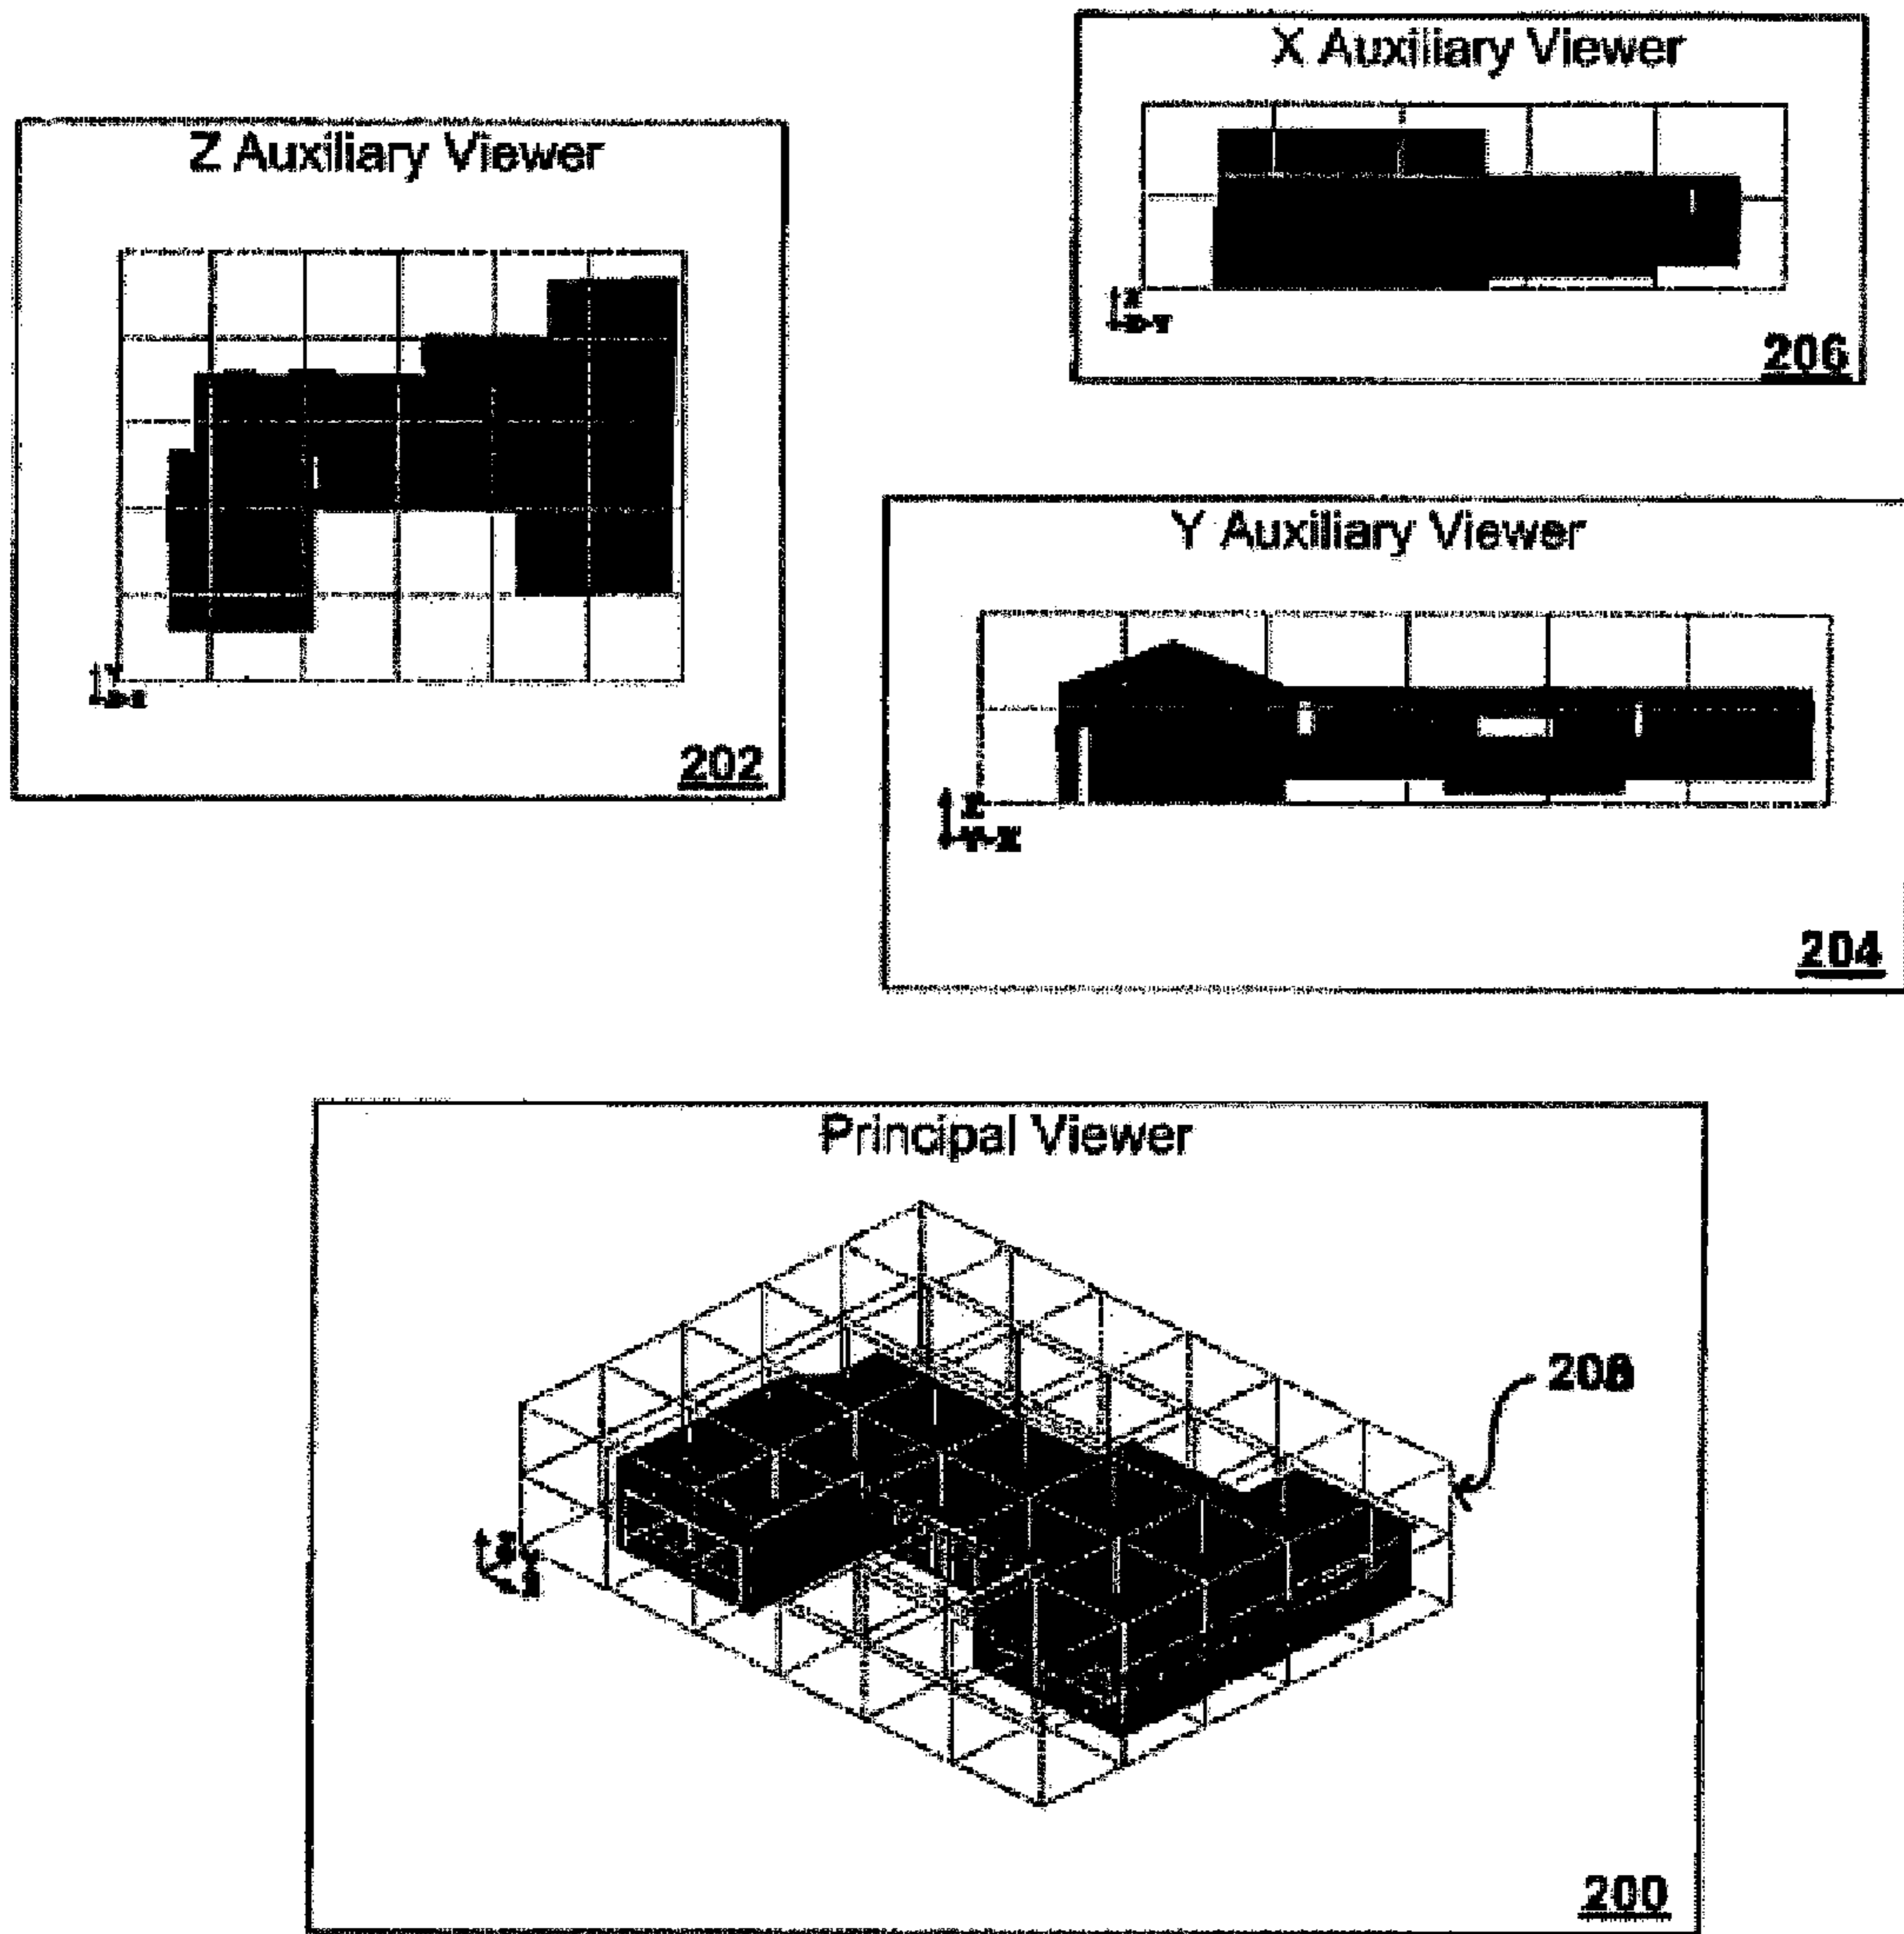 X Auxiliary Viewer
206
Z Auxiliary Viewer
202
Y Auxiliary Viewer
Z
204
Principal Viewer
208
200